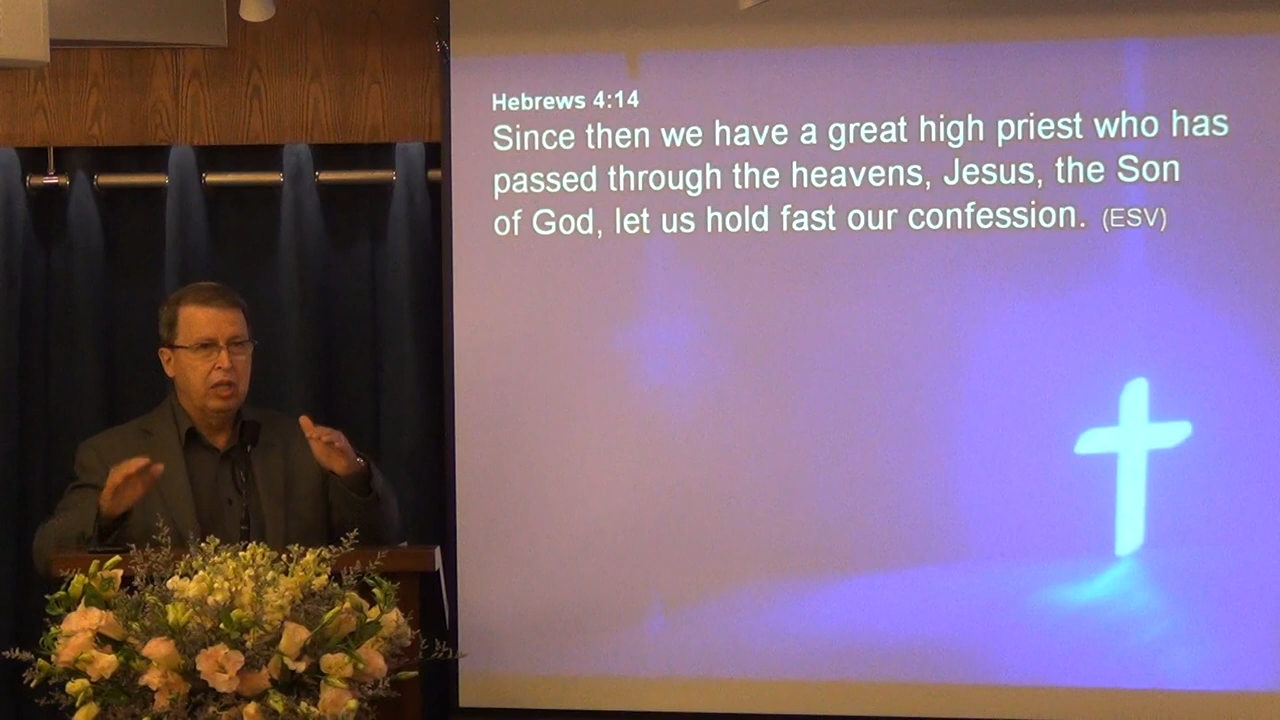 Hebrews 4:14
Since then we have a great high priest who has
passed through the heavens, Jesus, the Son
of God, let us hold fast our confession. (ESV)